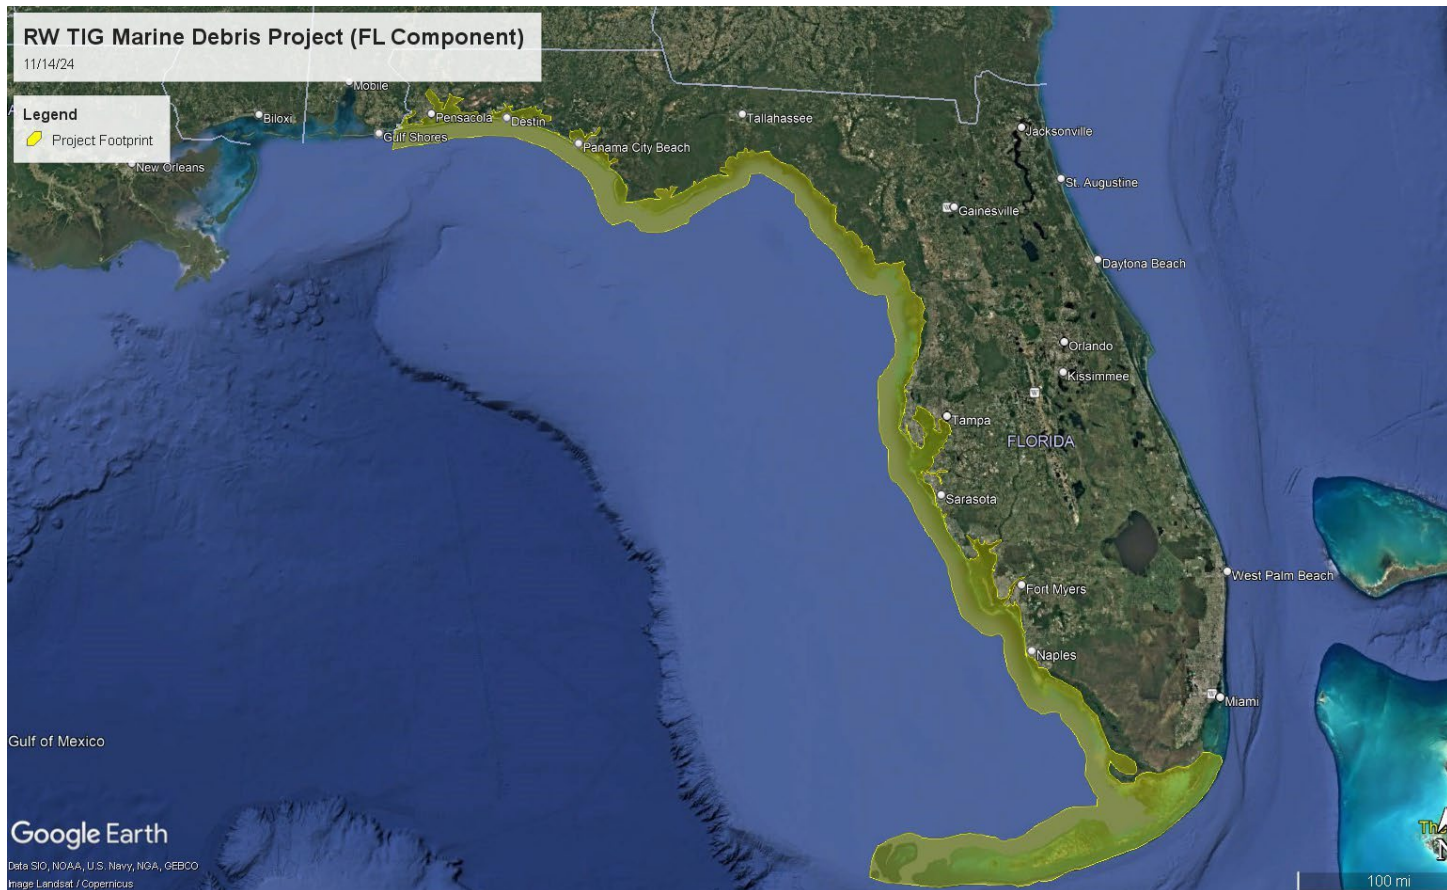 RW TIG Marine Debris Project (FL Component)
11/14/24
Legend
Project Footprint
Mobile
Biloxi
Pensacola
Destin
Gulf Shores
Tallahassee
Panama City Beach
Jacksonville
New Orleans
St. Augustine
Gainesville
Daytona Beach
Orlando
Kissimmee
Tampa
FLORIDA
Sarasota
West Palm Beach
Fort Myers
Naples
Miami
Gulf of Mexico
Google Earth
Data SIO, NOAA, U.S. Navy, NGA, GEBCO
Image Landsat / Copernicus
100 mi